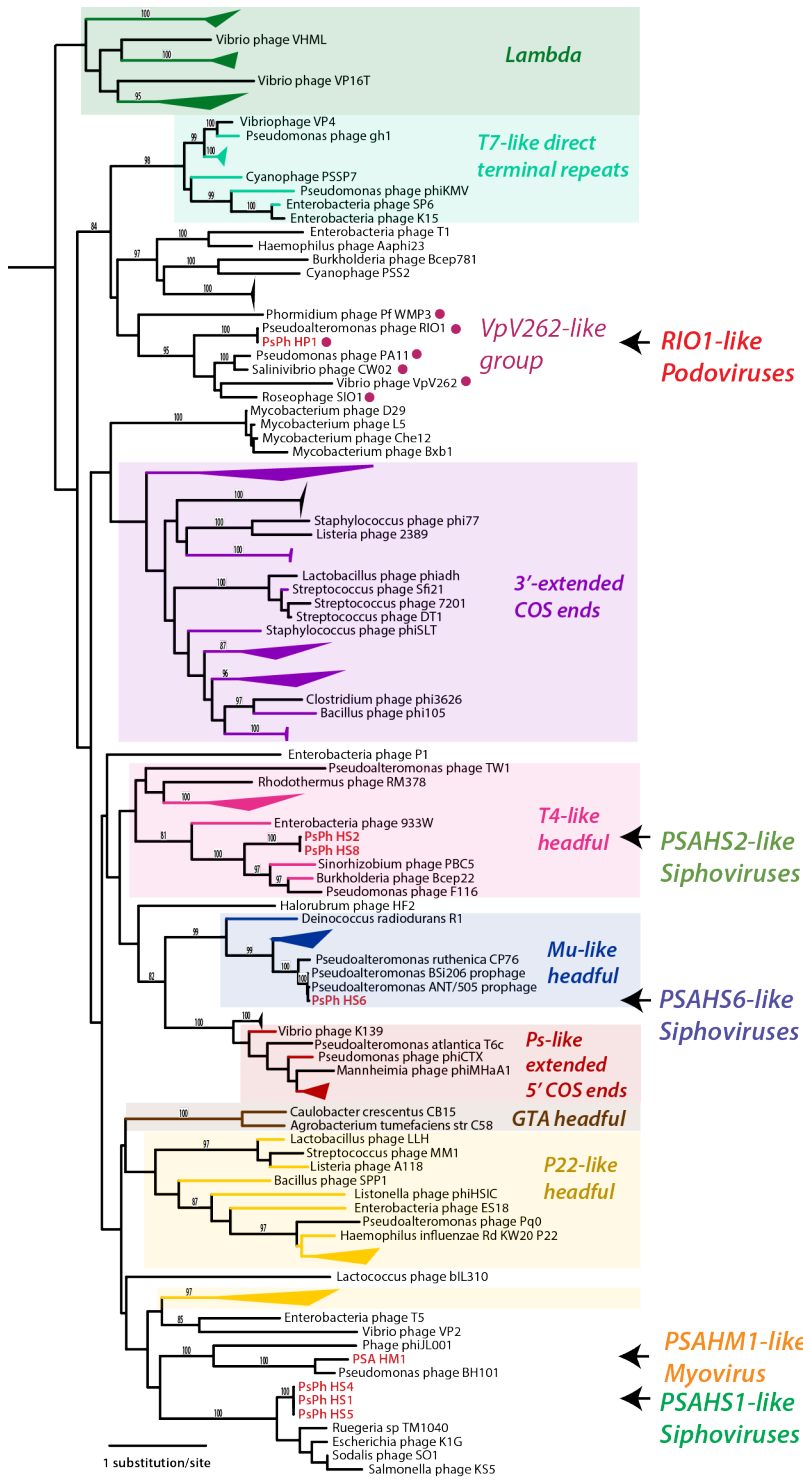 100
Vibrio phage VHML
100
Lambda
Vibrio phage VP16T
95
Vibriophage VP4
100
Pseudomonas phage gh1
99
T7-like direct
terminal repeats
100
98
Cyanophage PSSP7
Pseudomonas phage phiKMV
99
Enterobacteria phage SP6
100
Enterobacteria phage K15
84
Enterobacteria phage T1
100
Haemophilus phage Aaphi23
97
Burkholderia phage Bcep781
100
Cyanophage PSS2
100
Phormidium phage Pf WMP3
Pseudoalteromonas phage RIO1
100
PsPh HP1
VpV262-like
group
RIO1-like
Podoviruses
95
Pseudomonas phage PA11
100
Salinivibrio phage CW02
Vibrio phage VpV262
Roseophage SIO1
Mycobacterium phage D29
100
Mycobacterium phage L5
Mycobacterium phage Che12
Mycobacterium phage Bxb1
100
100
Staphylococcus phage phi77
Listeria phage 2389
100
Lactobacillus phage phiadh
100
Streptococcus phage Sfi21
3’-extended
COS ends
Streptococcus phage 7201
Streptococcus phage DT1
Staphylococcus phage phiSLT
87
96
Clostridium phage phi3626
97
Bacillus phage phi105
100
Enterobacteria phage P1
Pseudoalteromonas phage TW1
Rhodothermus phage RM378
100
T4-like
headful
Enterobacteria phage 933W
81
PsPh HS2
100
PsPh HS8
PSAHS2-like
Siphoviruses
100
Sinorhizobium phage PBC5
97
Burkholderia phage Bcep22
97
Pseudomonas phage F116
Halorubrum phage HF2
Deinococcus radiodurans R1
99
99
Mu-like
headful
Pseudoalteromonas ruthenica CP76
100
Pseudoalteromonas BSi206 prophage
100
Pseudoalteromonas ANT/505 prophage
PsPh HS6
PSAHS6-like
Siphoviruses
82
100
100
Vibrio phage K139
Pseudoalteromonas atlantica T6c
Pseudomonas phage phiCTX
Mannheimia phage phiMHaA1
Ps-like
extended
5’ COS ends
Caulobacter crescentus CB15
100
Agrobacterium tumefaciens str C58
GTA headful
Lactobacillus phage LLH
97
Streptococcus phage MM1
Listeria phage A118
P22-like
headful
Bacillus phage SPP1
Listonella phage phiHSIC
87
Enterobacteria phage ES18
Pseudoalteromonas phage Pq0
97
Haemophilus influenzae Rd KW20 P22
Lactococcus phage bIL310
97
Enterobacteria phage T5
85
Vibrio phage VP2
Phage phiJL001
100
PSA HM1
100
Pseudomonas phage BH101
PSAHM1-like
Myovirus
PsPh HS4
100
PsPh HS1
PsPh HS5
PSAHS1-like
Siphoviruses
100
Ruegeria sp TM1040
Escherichia phage K1G
Sodalis phage SO1
Salmonella phage KS5
1 substitution/site